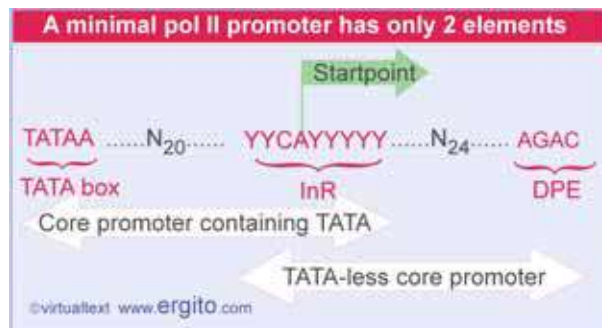 A minimal pol II promoter has only 2 elements
Startpoint
TATAA ......N20...... YYCAYYYYY ......N24...... AGAC
TATA box InR DPE
Core promoter containing TATA
TATA-less core promoter
©virtualtext www.ergito.com